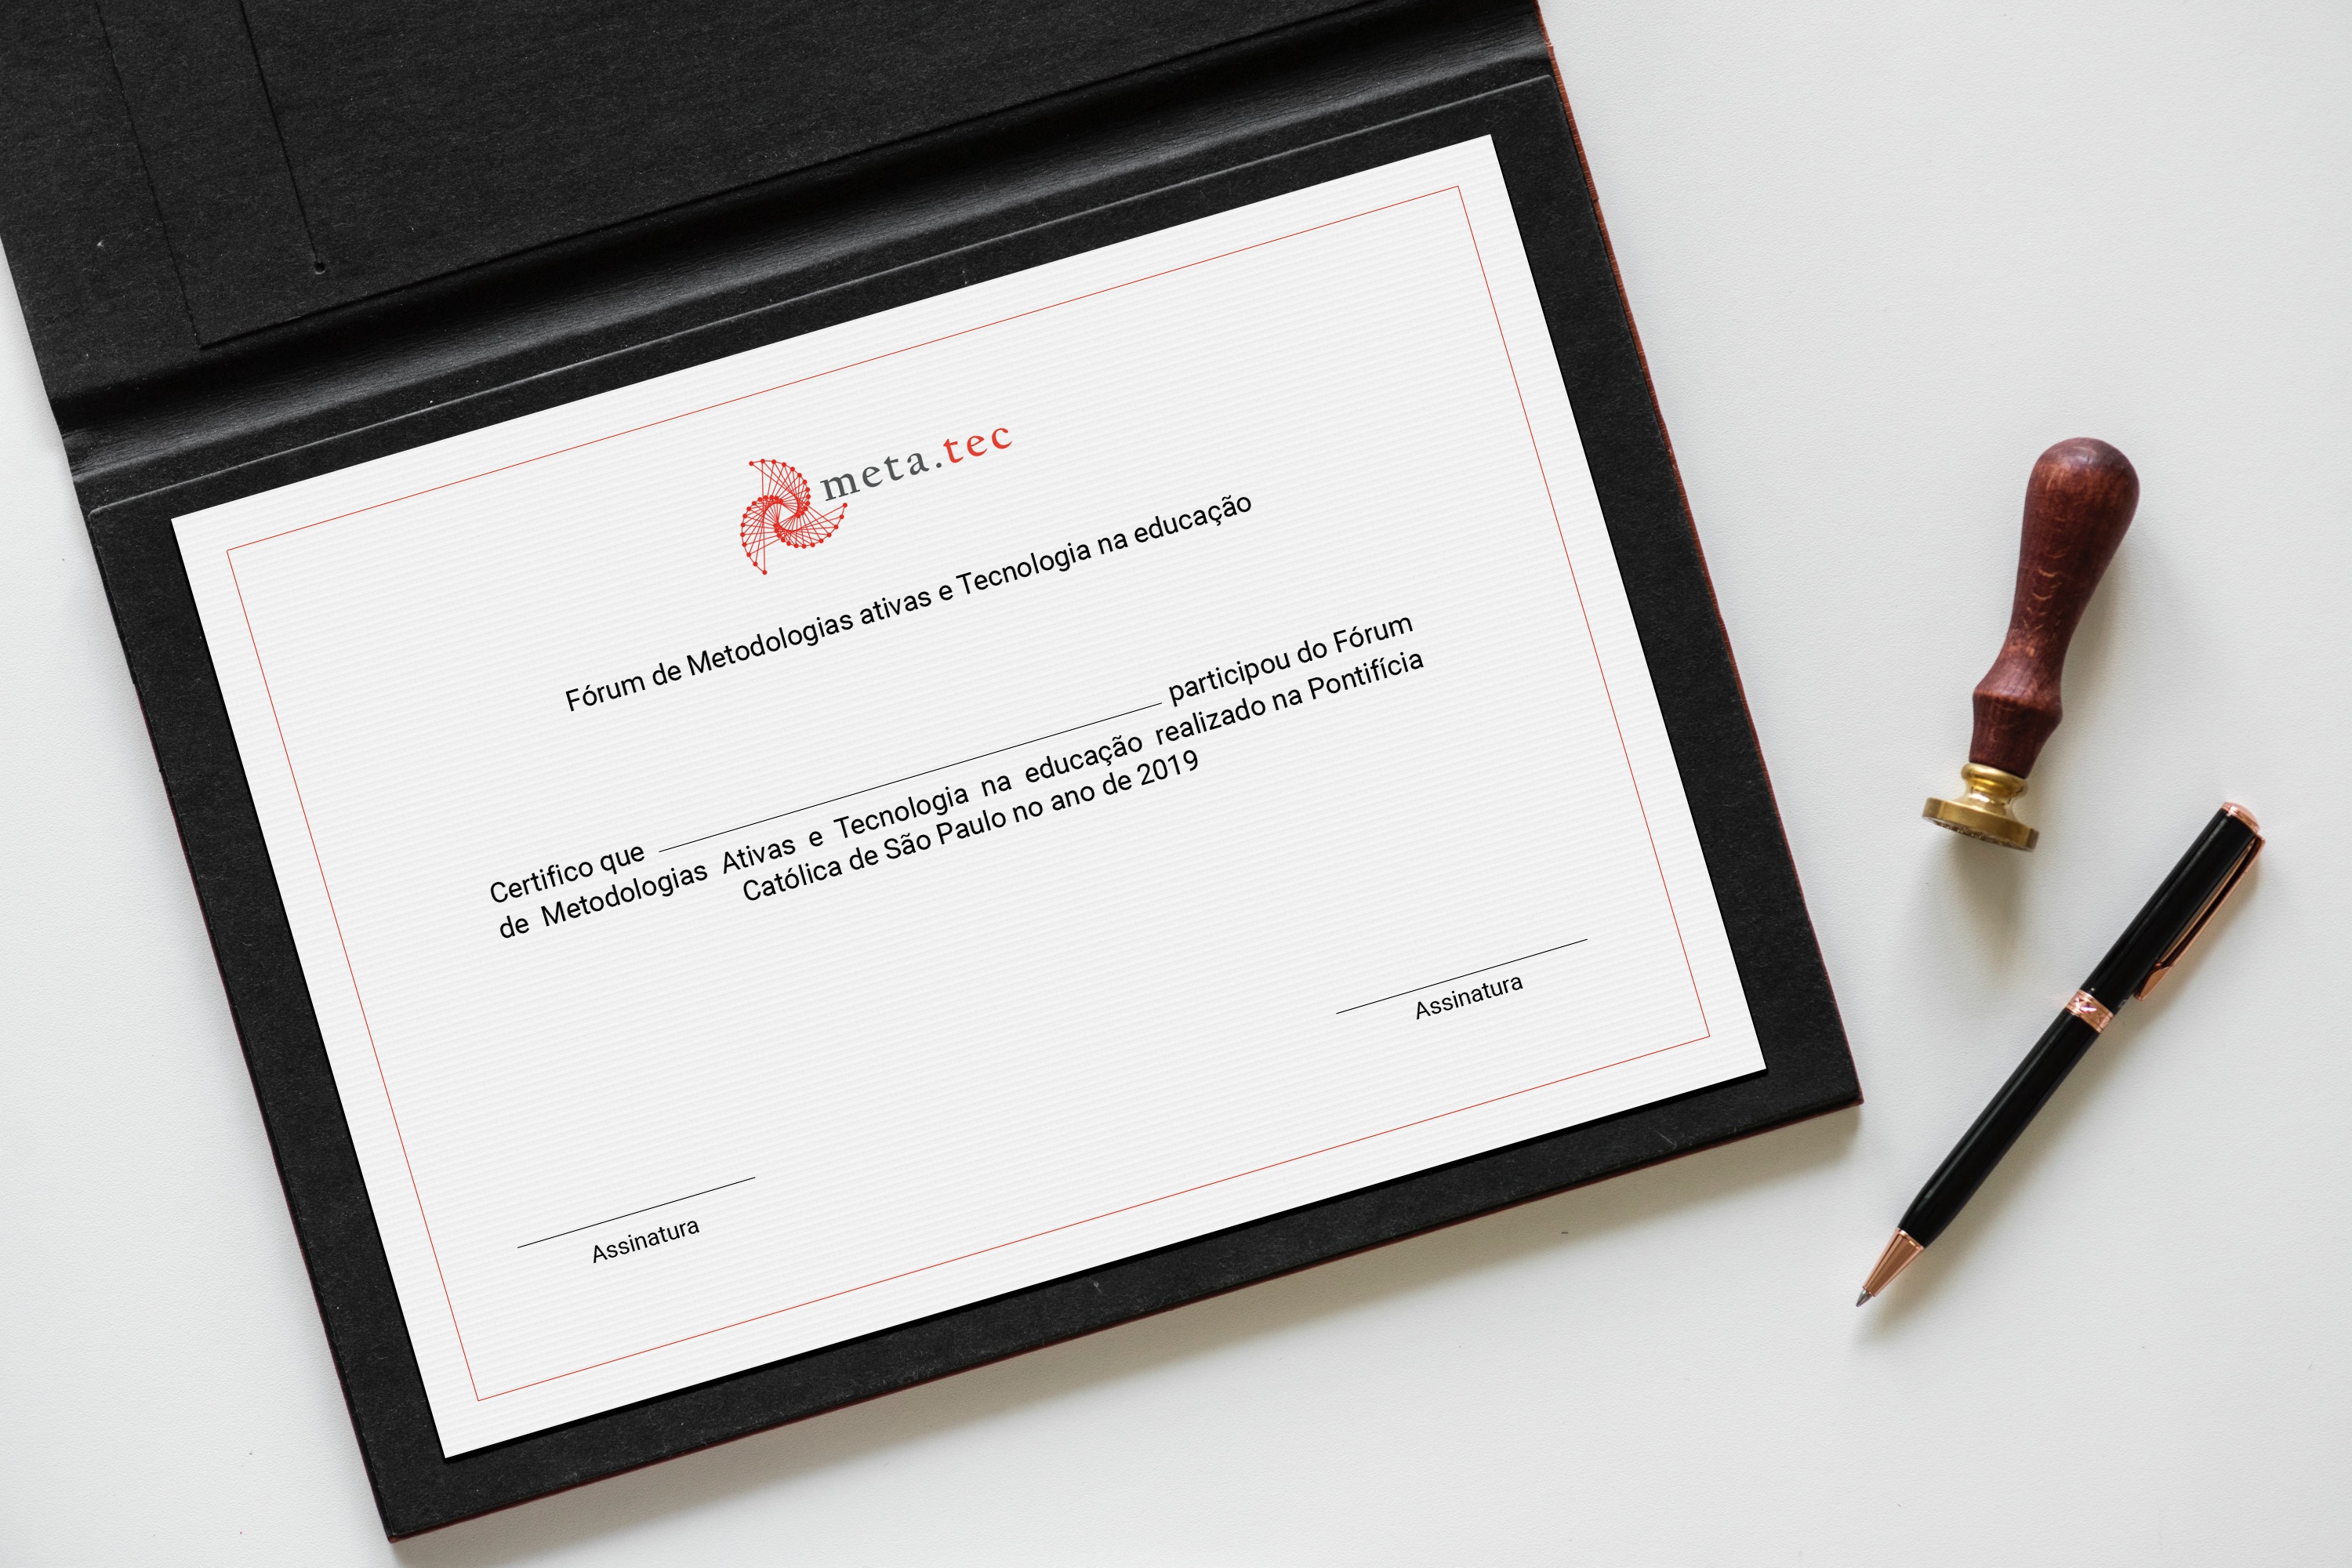 meta.tec
Fórum de Metodologias ativas e Tecnologia na educação
Certifico que participou do Fórum
de Metodologias Ativas e Tecnologia na educação realizado na Pontifícia
Católica de São Paulo no ano de 2019
Assinatura
Assinatura